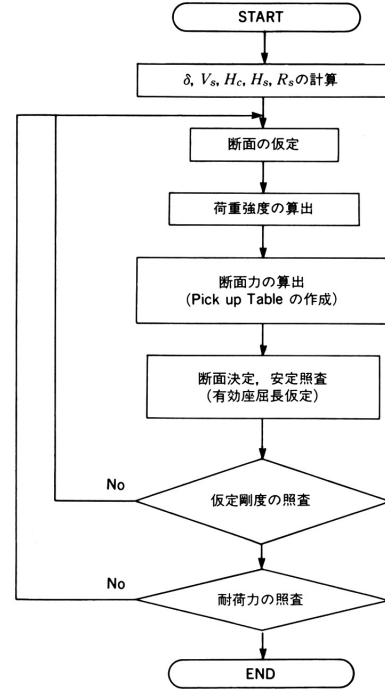 START
δ, Vs, Hc, Hs, Rsの計算
断面の仮定
荷重強度の算出
断面力の算出
(Pick up Table の作成)
断面決定, 安定照査
(有効座屈長仮定)
No
仮定剛度の照査
No
耐荷力の照査
END